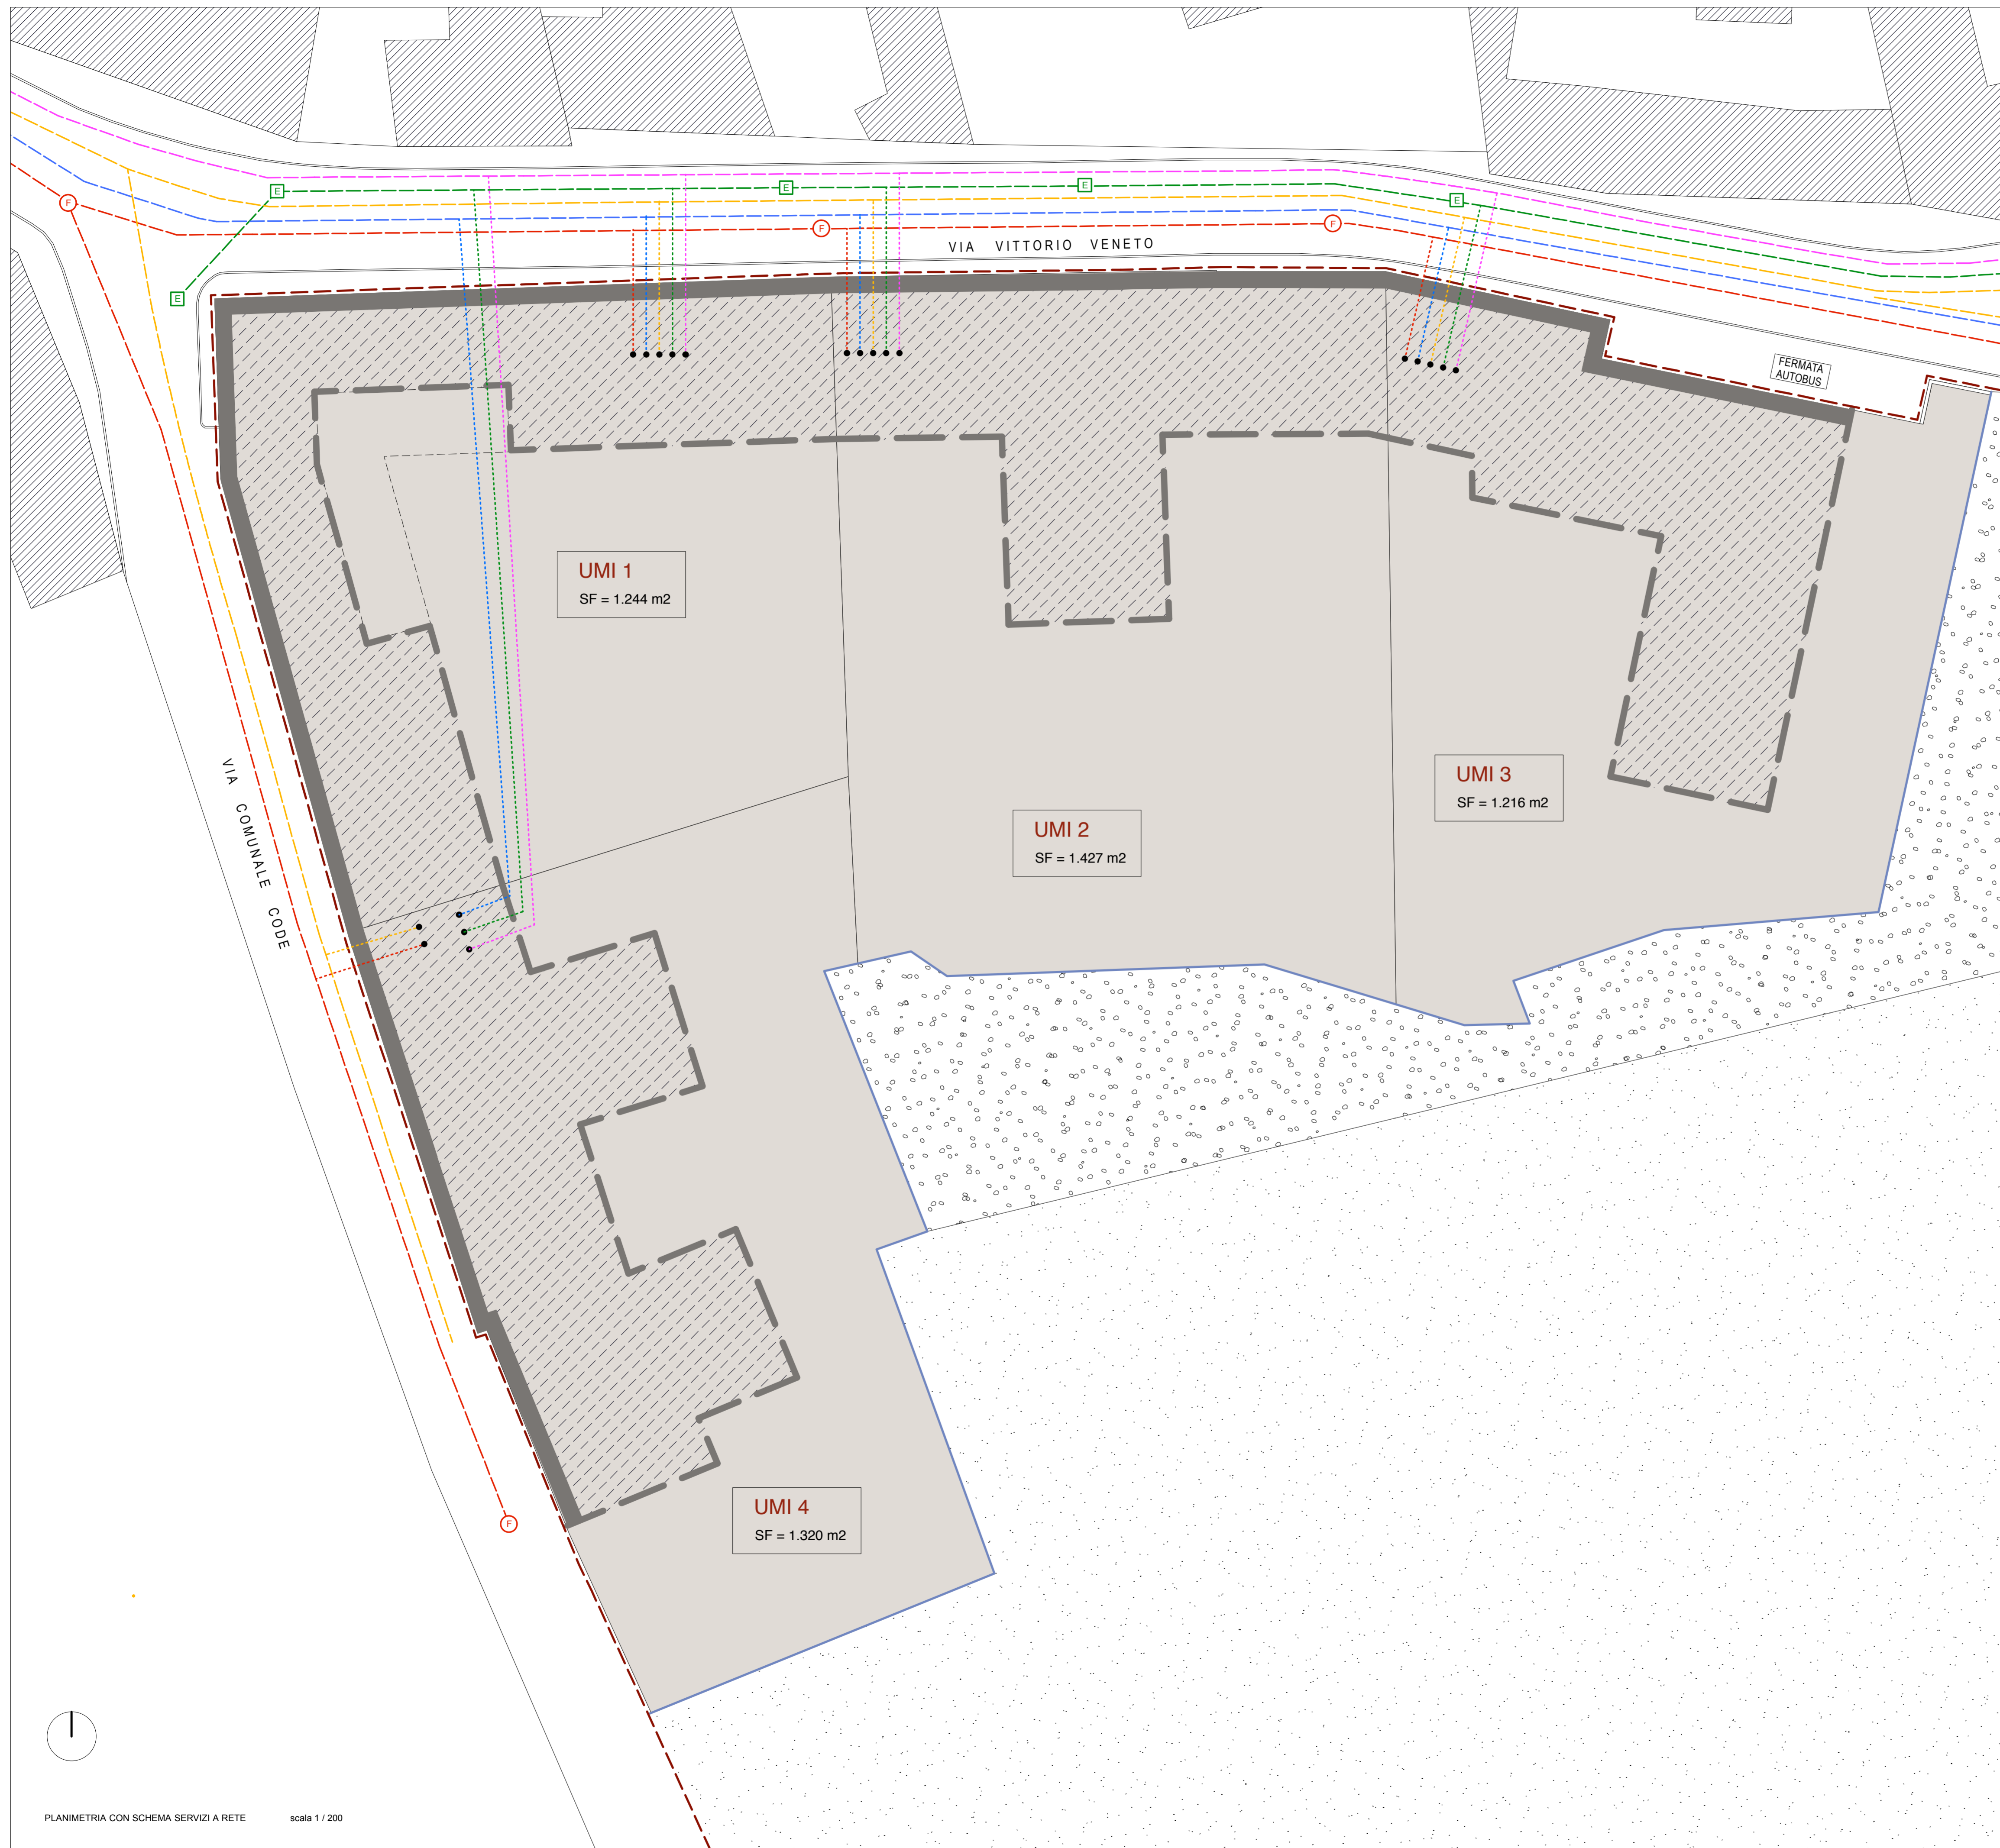 E
E
E
E
F
F
F
VIA VITTORIO VENETO
E
FERMATA
AUTOBUS
UMI 1
SF = 1.244 m2
UMI 3
SF = 1.216 m2
UMI 2
SF = 1.427 m2
VIA COMUNALE CODE
UMI 4
SF = 1.320 m2
F
PLANIMETRIA CON SCHEMA SERVIZI A RETE scala 1 / 200